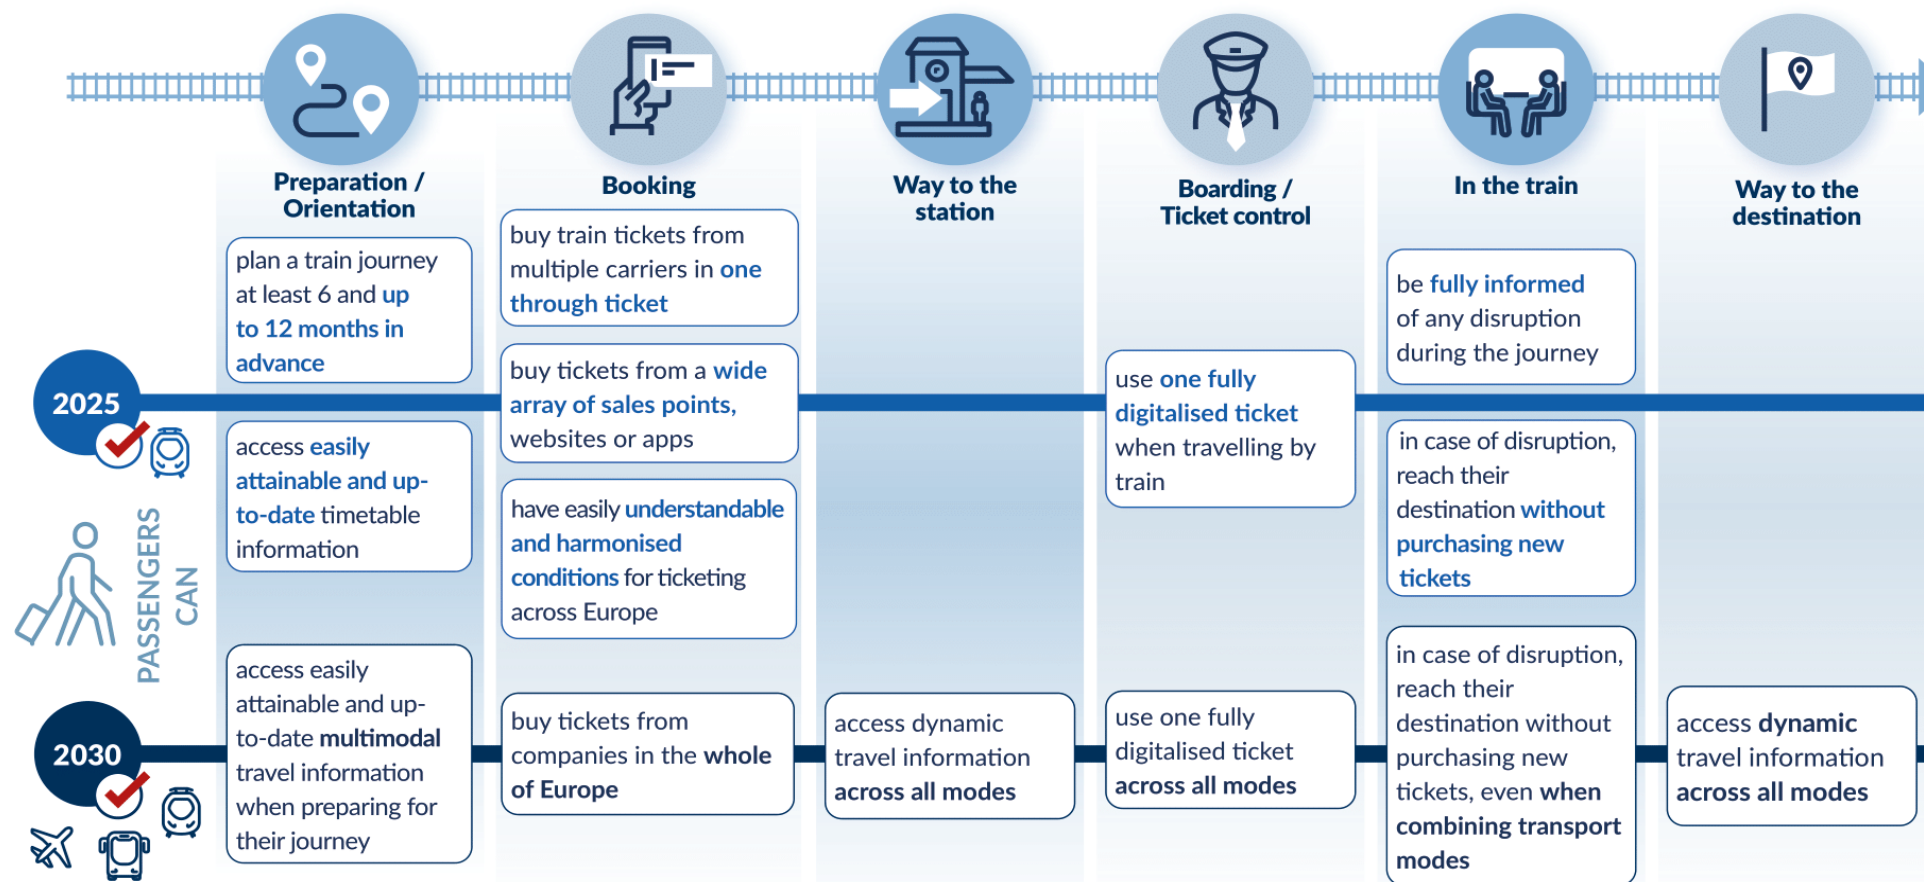 Preparation /
Orientation
Booking
Way to the
station
Boarding /
Ticket control
In the train
Way to the
destination
2025
plan a train journey
at least 6 and up
to 12 months in
advance
access easily
attainable and up-
to-date timetable
information
buy train tickets from
multiple carriers in one
through ticket
buy tickets from a wide
array of sales points,
websites or apps
have easily understandable
and harmonised
conditions for ticketing
across Europe
use one fully
digitalised ticket
when travelling by
train
be fully informed
of any disruption
during the journey
in case of disruption,
reach their
destination without
purchasing new
tickets
PASSENGERS
CAN
2030
access easily
attainable and up-
to-date multimodal
travel information
when preparing for
their journey
buy tickets from
companies in the whole
of Europe
access dynamic
travel information
across all modes
use one fully
digitalised ticket
across all modes
in case of disruption,
reach their
destination without
purchasing new
tickets, even when
combining transport
modes
access dynamic
travel information
across all modes